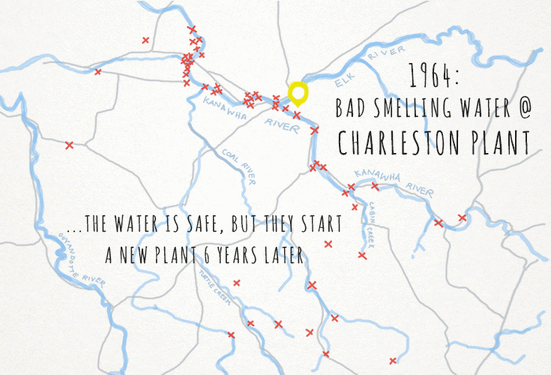 1964:
BAD SMELLING WATER @
CHARLESTON PLANT
ELK RIVER
KANAWHA RIVER
COAL RIVER
KANAWHA RIVER
CABIN CREEK
...THE WATER IS SAFE, BUT THEY START
A NEW PLANT 6 YEARS LATER
GUYANDOTTE RIVER
TURTLE CREEK